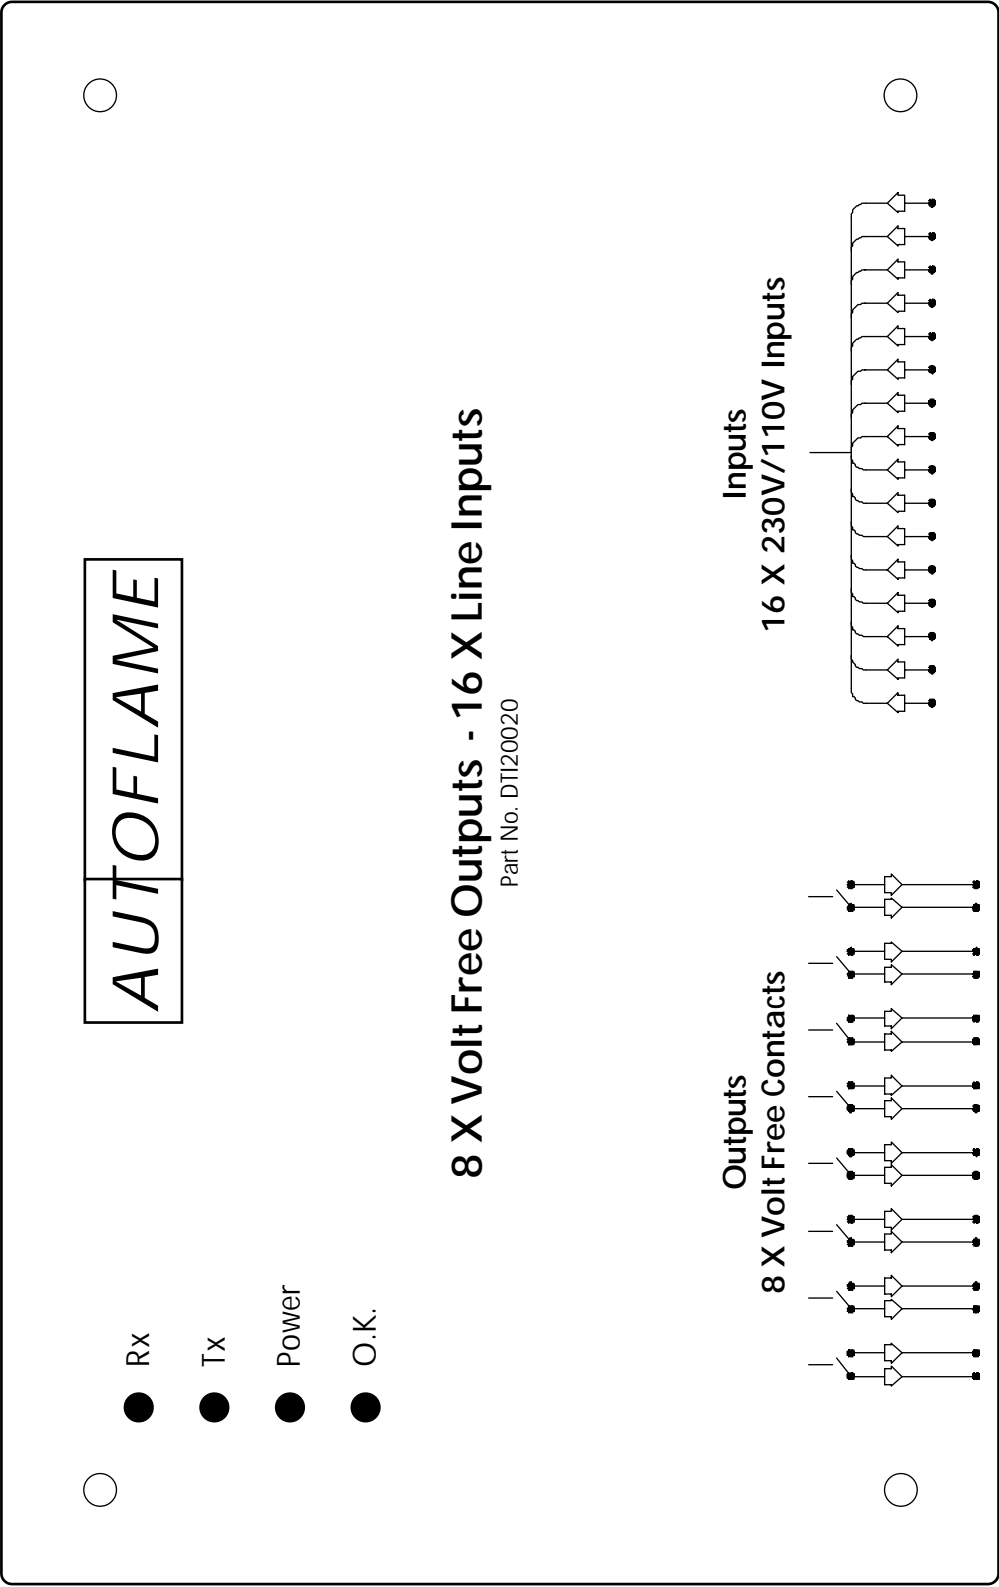 AUTOFLAME
Rx
Tx
Power
O.K.
8 X Volt Free Outputs - 16 X Line Inputs
Part No. DTI20020
Outputs
8 X Volt Free Contacts
Inputs
16 X 230V/110V Inputs